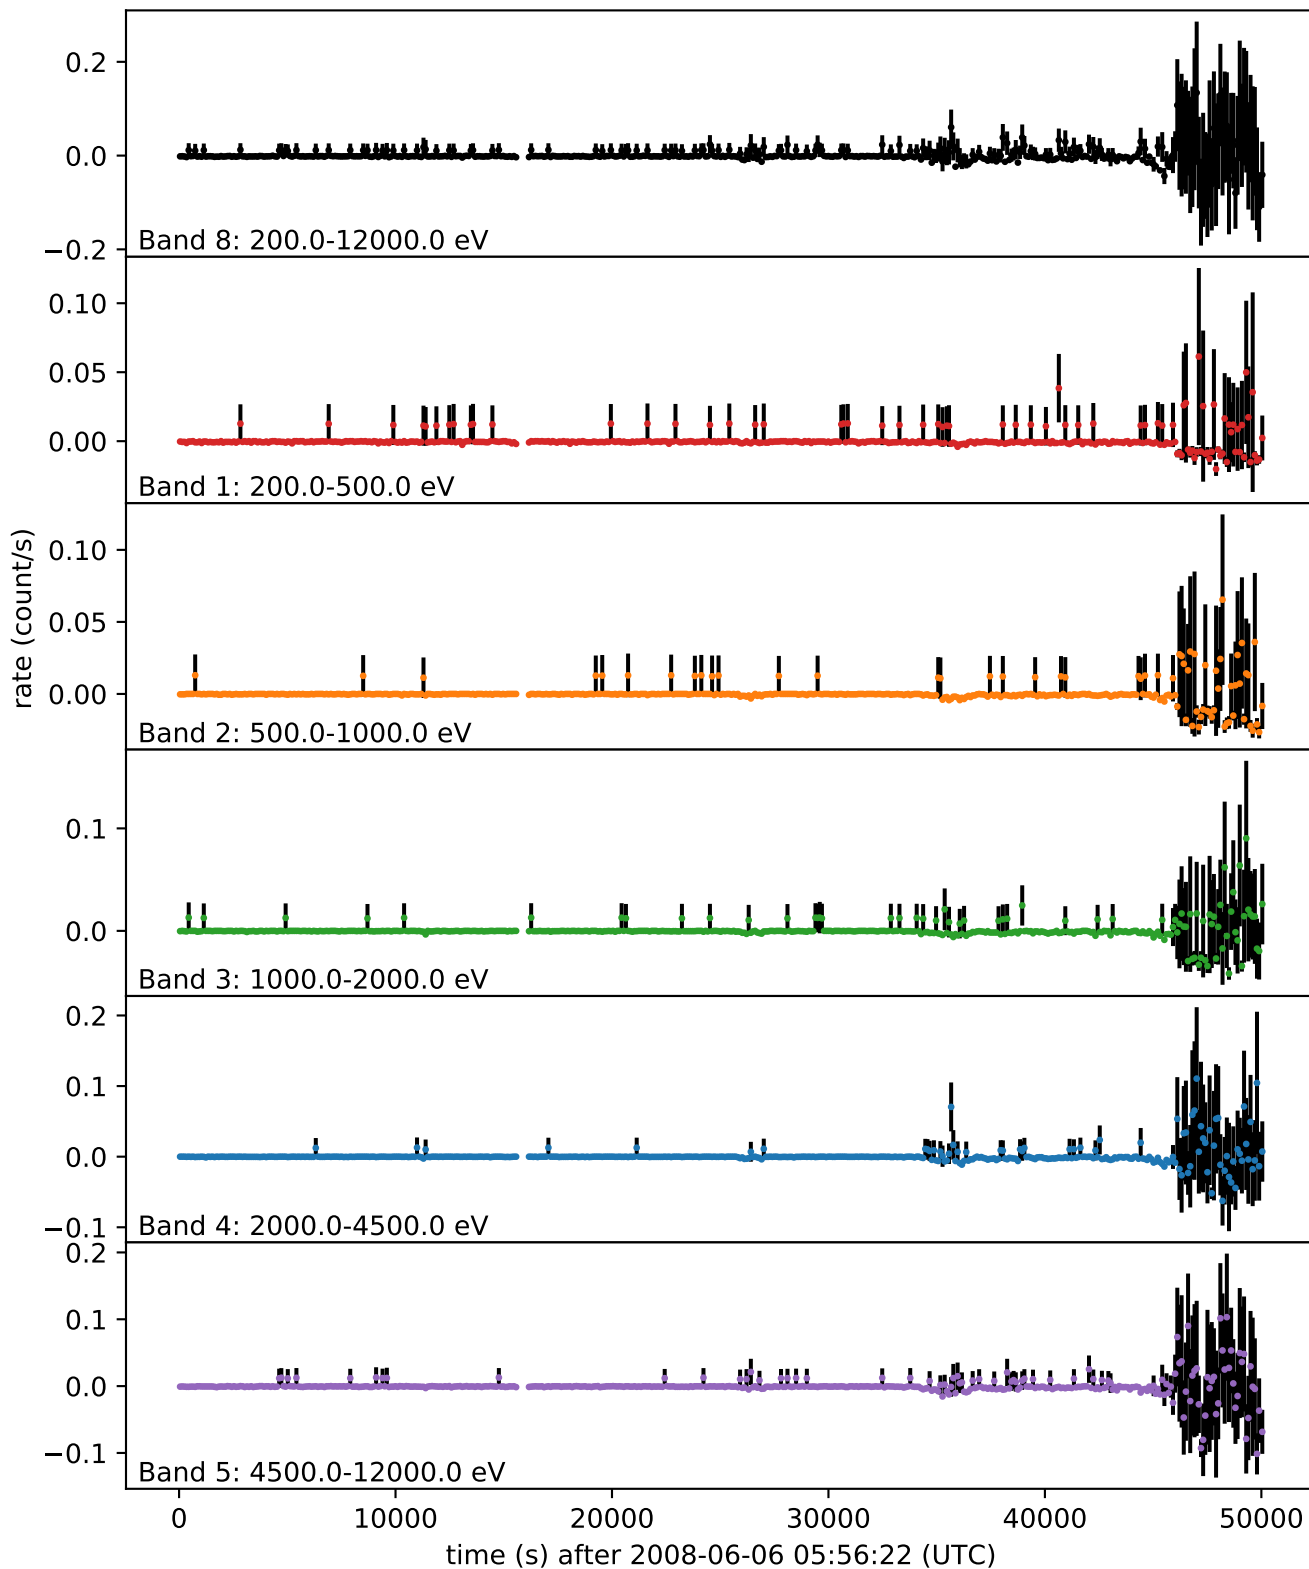 0.2
0.0
−0.2
Band 8: 200.0-12000.0 eV
0.10
0.05
0.00
Band 1: 200.0-500.0 eV
rate (count/s)
0.10
0.05
0.00
Band 2: 500.0-1000.0 eV
0.1
0.0
Band 3: 1000.0-2000.0 eV
0.2
0.1
0.0
−0.1
Band 4: 2000.0-4500.0 eV
0.2
0.1
0.0
−0.1
Band 5: 4500.0-12000.0 eV
0 10000 20000 30000 40000 50000
time (s) after 2008-06-06 05:56:22 (UTC)